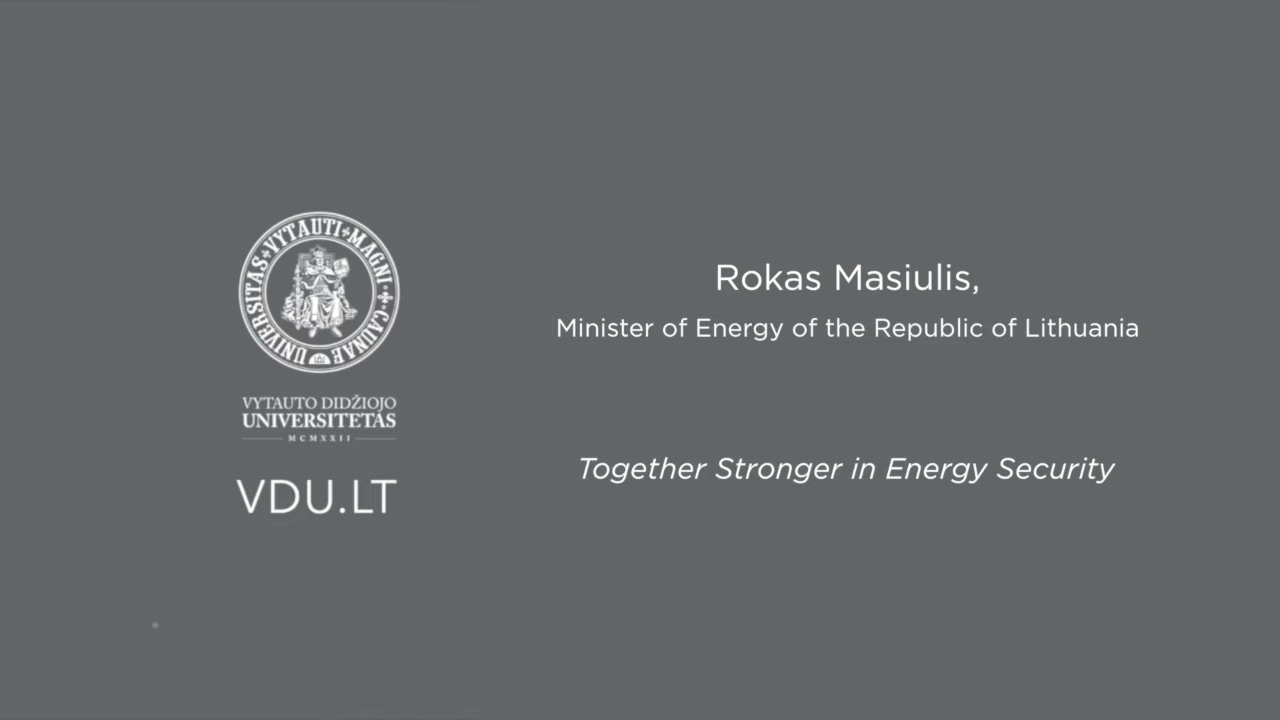 UNIVERSITAS VYTAUTI MAGNI CAUNAE
VYTAUTO DIDŽIOJO
UNIVERSITETAS
MCMXXII
VDU.LT
Rokas Masiulis,
Minister of Energy of the Republic of Lithuania
Together Stronger in Energy Security